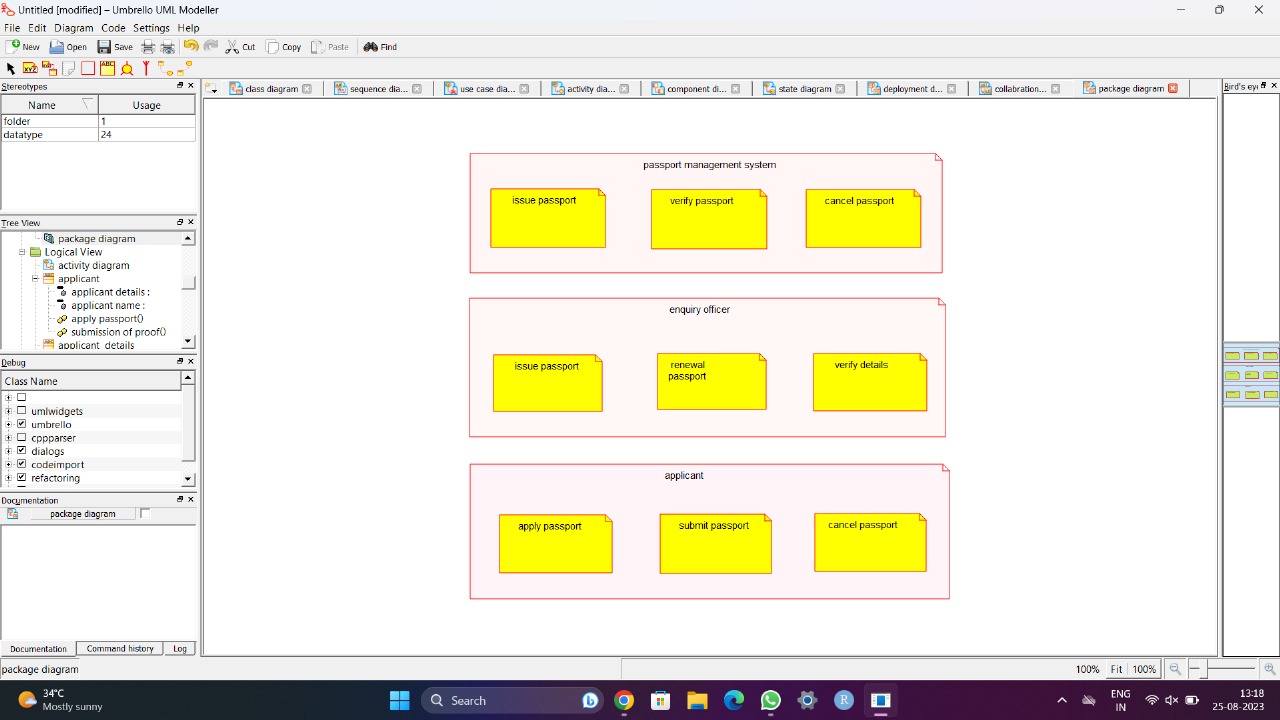 Untitled [modified] – Umbrello UML Modeller
File Edit Diagram Code Settings Help
New Open Save Cut Copy Paste Find
XYZ ABC
Stereotypes
Name Usage
folder 1
datatype 24
Tree View
package diagram
Logical View
activity diagram
applicant
applicant details :
applicant name :
apply passport()
submission of proof()
applicant details
Debug
Class Name
umlwidgets
umbrello
cppparser
dialogs
codeimport
refactoring
Documentation
package diagram
Documentation Command history Log
package diagram
class diagram sequence dia... use case dia... activity dia... component di... state diagram deployment d... collabration... package diagram
Bird's eye
passport management system
issue passport verify passport cancel passport
enquiry officer
issue passport renewal passport verify details
applicant
apply passport submit passport cancel passport
100% Fit 100%
34°C
Mostly sunny
Search
R
ENG
IN
13:18
25-08-2023